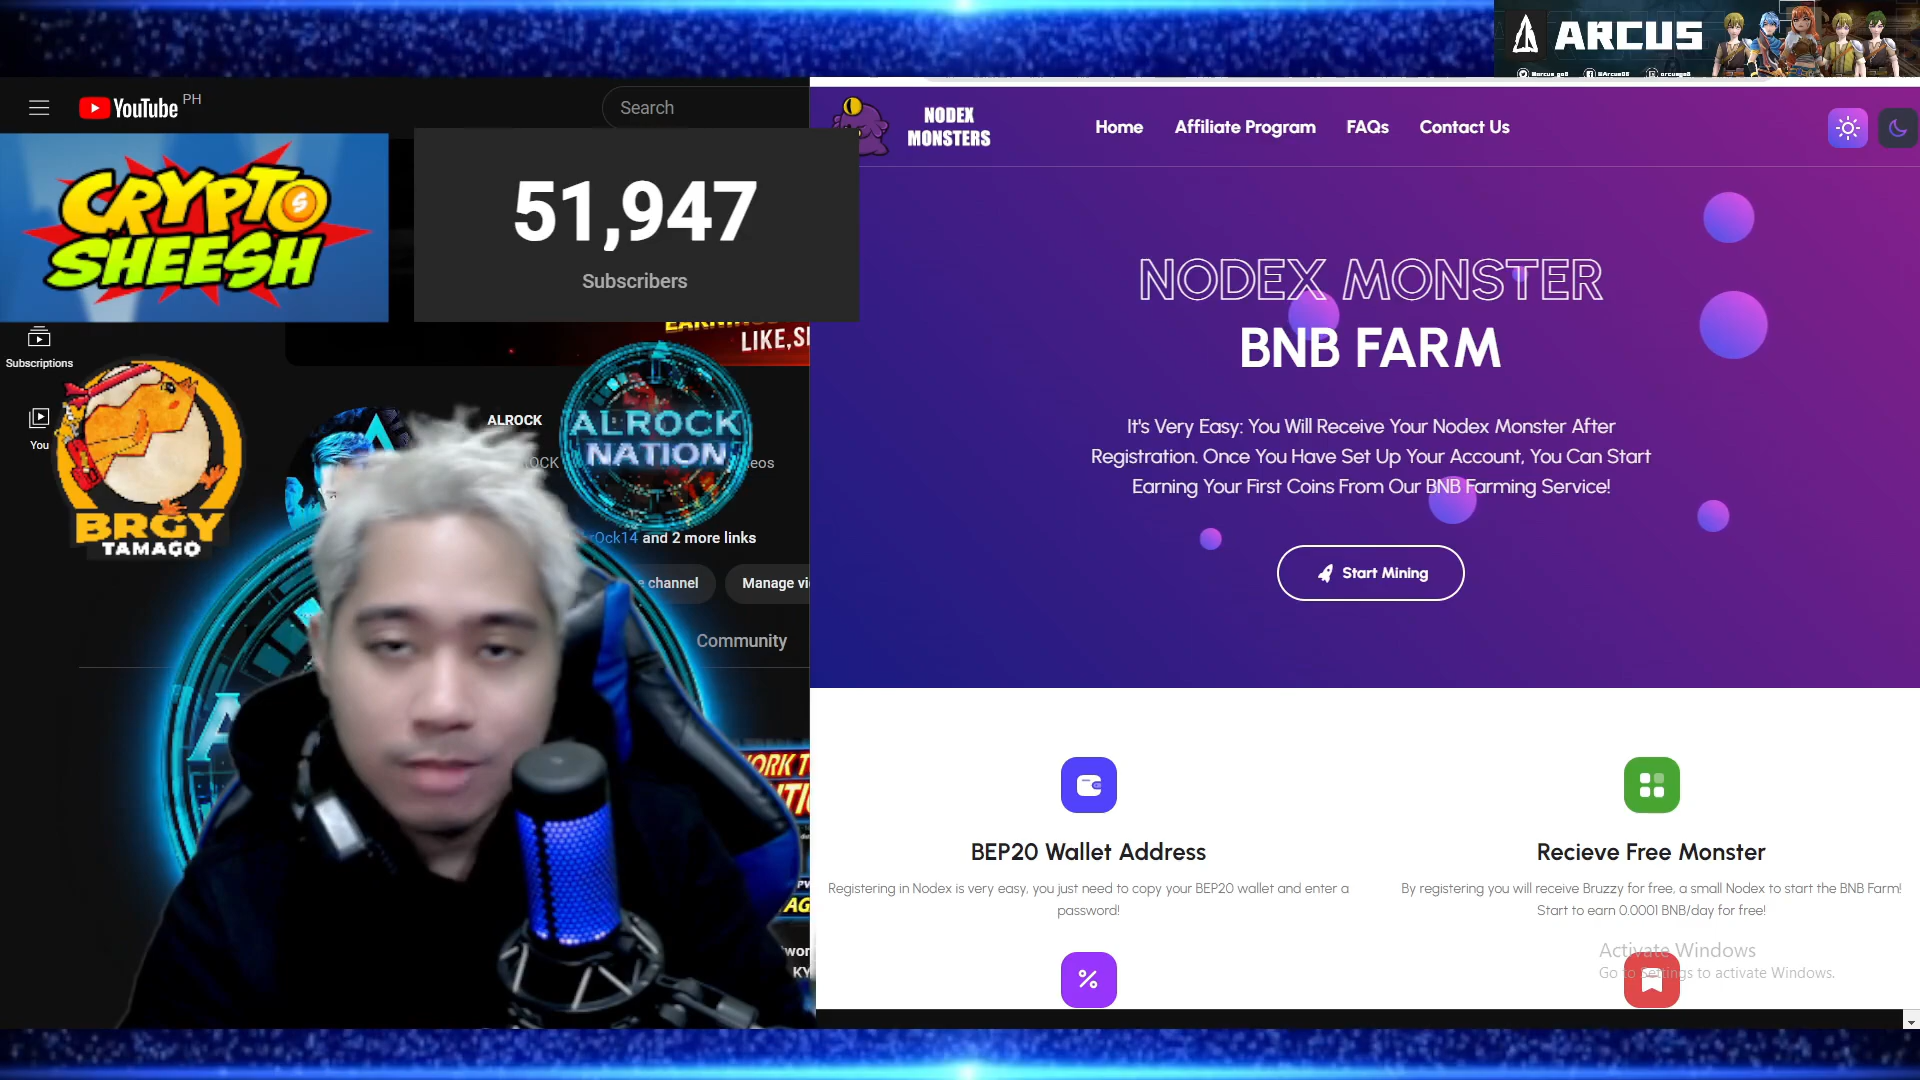 ARCUS
YouTube PH
Search
CRYPTO
SHEESH
51,947
Subscribers
LIKE,S
Subscriptions
You
BRGY
TAMAGO
ALROCK
ALROCK
NATION
rOck14 and 2 more links
channel
Manage vi
Community
NODEX
MONSTERS
Home
Affiliate Program
FAQs
Contact Us
NODEX MONSTER
BNB FARM
It's Very Easy: You Will Receive Your Nodex Monster After
Registration. Once You Have Set Up Your Account, You Can Start
Earning Your First Coins From Our BNB Farming Service!
Start Mining
BEP20 Wallet Address
Registering in Nodex is very easy, you just need to copy your BEP20 wallet and enter a
password!
Recieve Free Monster
By registering you will receive Bruzzy for free, a small Nodex to start the BNB Farm!
Start to earn 0.0001 BNB/day for free!
Activate Windows
Go to Settings to activate Windows.